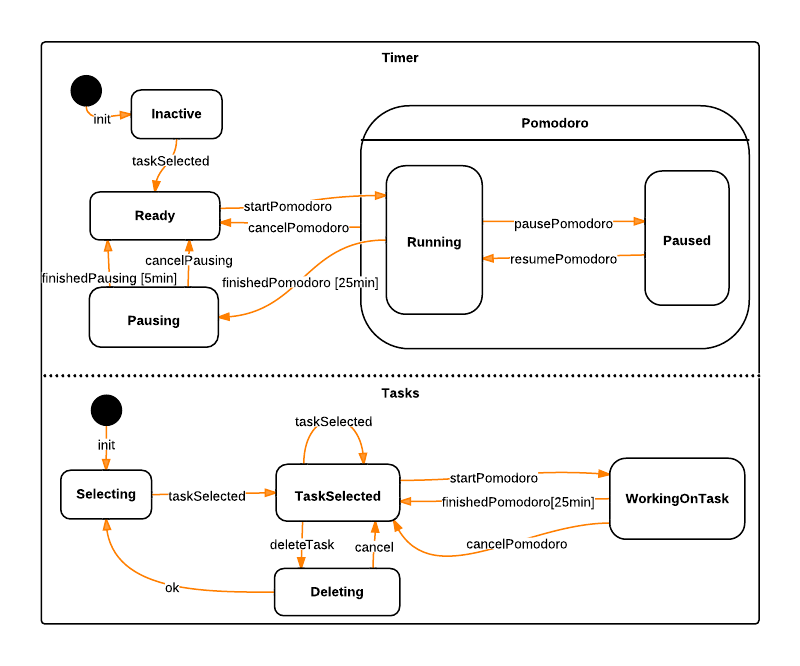 Timer
init
Inactive
taskSelected
Ready
startPomodoro
cancelPomodoro
cancelPausing
finishedPausing [5min]
finishedPomodoro [25min]
Pausing
Pomodoro
Running
pausePomodoro
resumePomodoro
Paused
Tasks
init
Selecting
taskSelected
taskSelected
TaskSelected
startPomodoro
finishedPomodoro[25min]
cancelPomodoro
WorkingOnTask
deleteTask
cancel
ok
Deleting